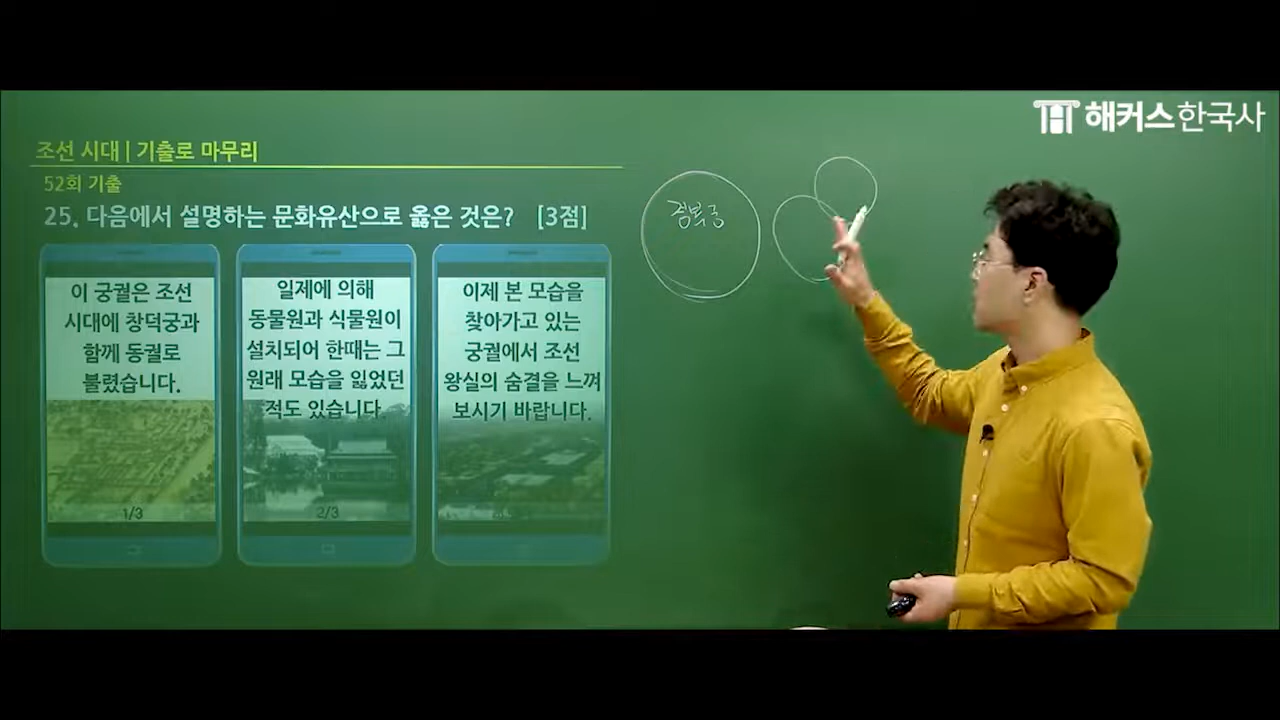 해커스한국사
조선 시대 | 기출로 마무리
52회 기출
25. 다음에서 설명하는 문화유산으로 옳은 것은? [3점]
이 궁궐은 조선
시대에 창덕궁과
함께 동궐로
불렸습니다.
1/3
일제에 의해
동물원과 식물원이
설치되어 한때는 그
원래 모습을 잃었던
적도 있습니다.
2/3
이제 본 모습을
찾아가고 있는
궁궐에서 조선
왕실의 숨결을 느껴
보시기 바랍니다.
경복궁